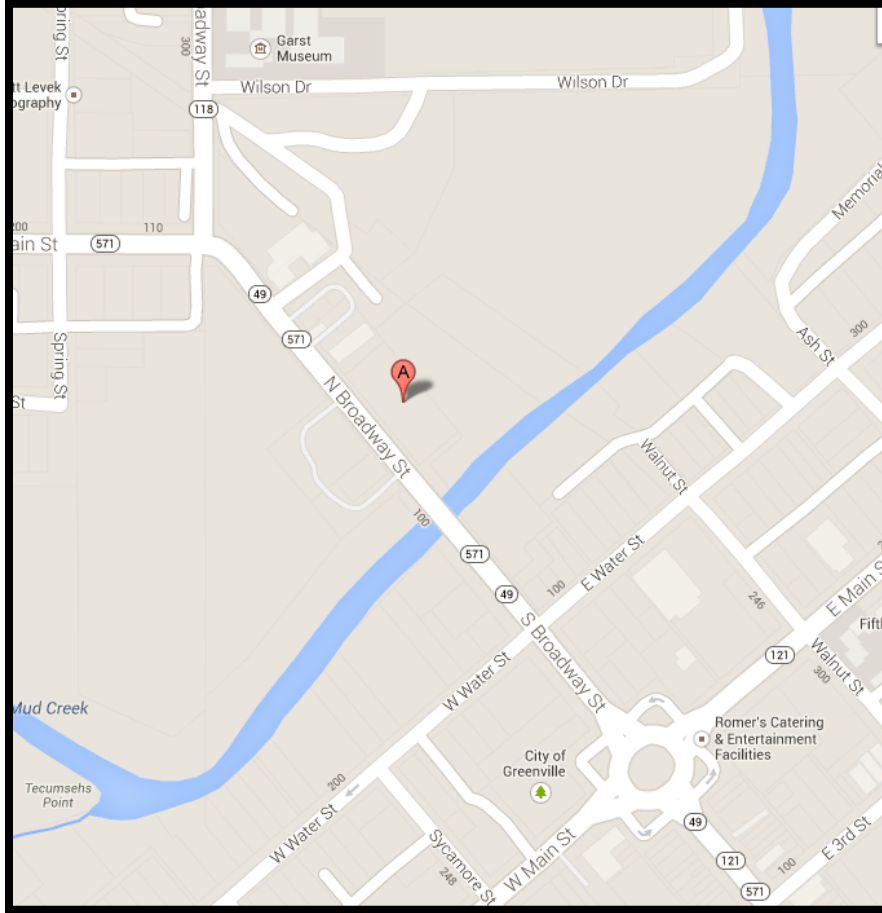 pring St
300
adway St
Garst
Museum
Wilson Dr
Wilson Dr
tt Levek
ography
118
Memorial
200
110
ain St
571
49
571
300
Ash St
Spring St
St
A
N Broadway St
Walnut St
100
571
E Water St
100
49
246
E Main S
S Broadway St
Fift
121
Walnut St
300
W Water St
Mud Creek
Romer's Catering
& Entertainment
Facilities
City of
Greenville
Tecumsehs
Point
200
W Water St
Sycamore St
248
W Main St
49
121
100
E 3rd St
571